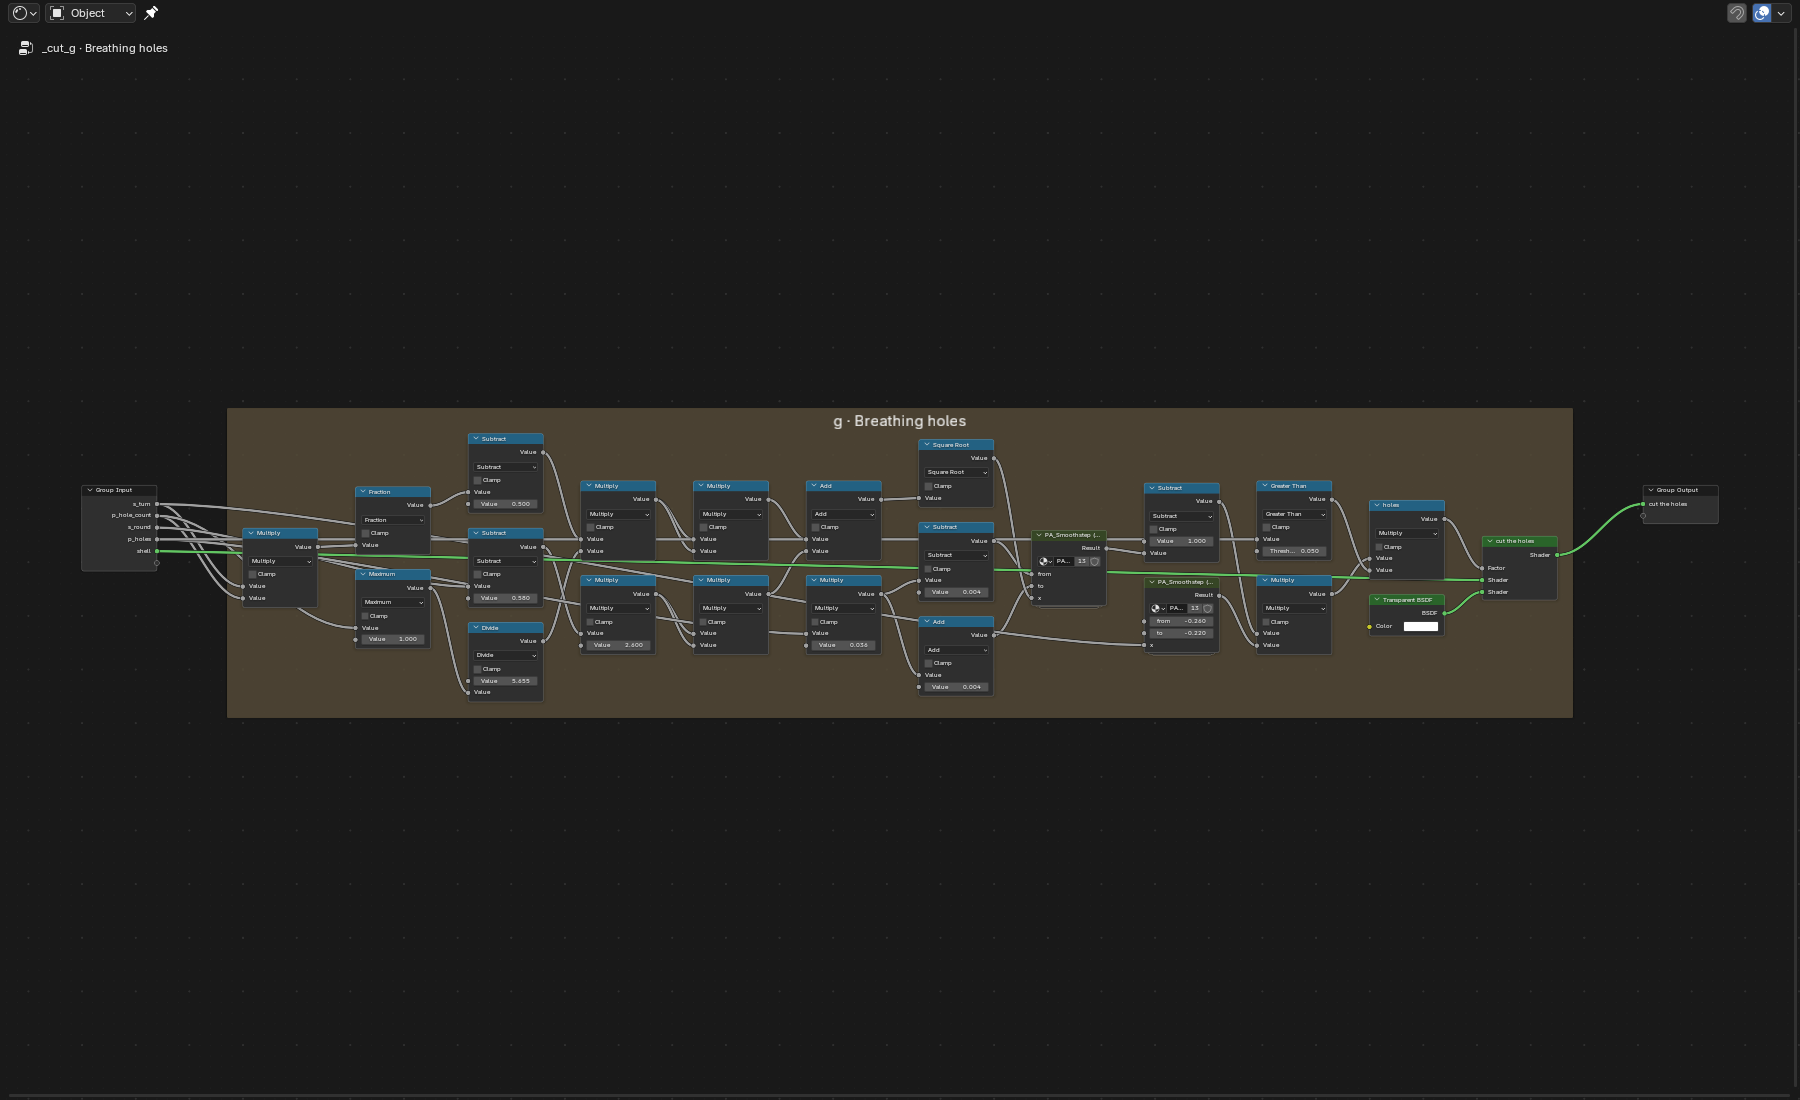 Object
_cut_g · Breathing holes
g · Breathing holes
Group Input
s_turn
p_hole_count
s_round
p_holes
shell
Multiply
Value
Multiply
Clamp
Value
Value
Fraction
Value
Fraction
Clamp
Value
Maximum
Value
Maximum
Clamp
Value
Value 1.000
Subtract
Value
Subtract
Clamp
Value
Value 0.500
Subtract
Value
Subtract
Clamp
Value
Value 0.580
Divide
Value
Divide
Clamp
Value 5.655
Value
Multiply
Value
Multiply
Clamp
Value
Value
Multiply
Value
Multiply
Clamp
Value
Value 2.600
Multiply
Value
Multiply
Clamp
Value
Value
Multiply
Value
Multiply
Clamp
Value
Value
Add
Value
Add
Clamp
Value
Value
Multiply
Value
Multiply
Clamp
Value
Value 0.036
Square Root
Value
Square Root
Clamp
Value
Subtract
Value
Subtract
Clamp
Value
Value 0.004
Add
Value
Add
Clamp
Value
Value 0.004
PA_Smoothstep (...
Result
PA... 13
from
to
x
Subtract
Value
Subtract
Clamp
Value 1.000
Value
PA_Smoothstep (...
Result
PA... 13
from -0.260
to -0.220
x
Greater Than
Value
Greater Than
Clamp
Value
Thresh... 0.050
Multiply
Value
Multiply
Clamp
Value
Value
holes
Value
Multiply
Clamp
Value
Value
Transparent BSDF
BSDF
Color
cut the holes
Shader
Factor
Shader
Shader
Group Output
cut the holes